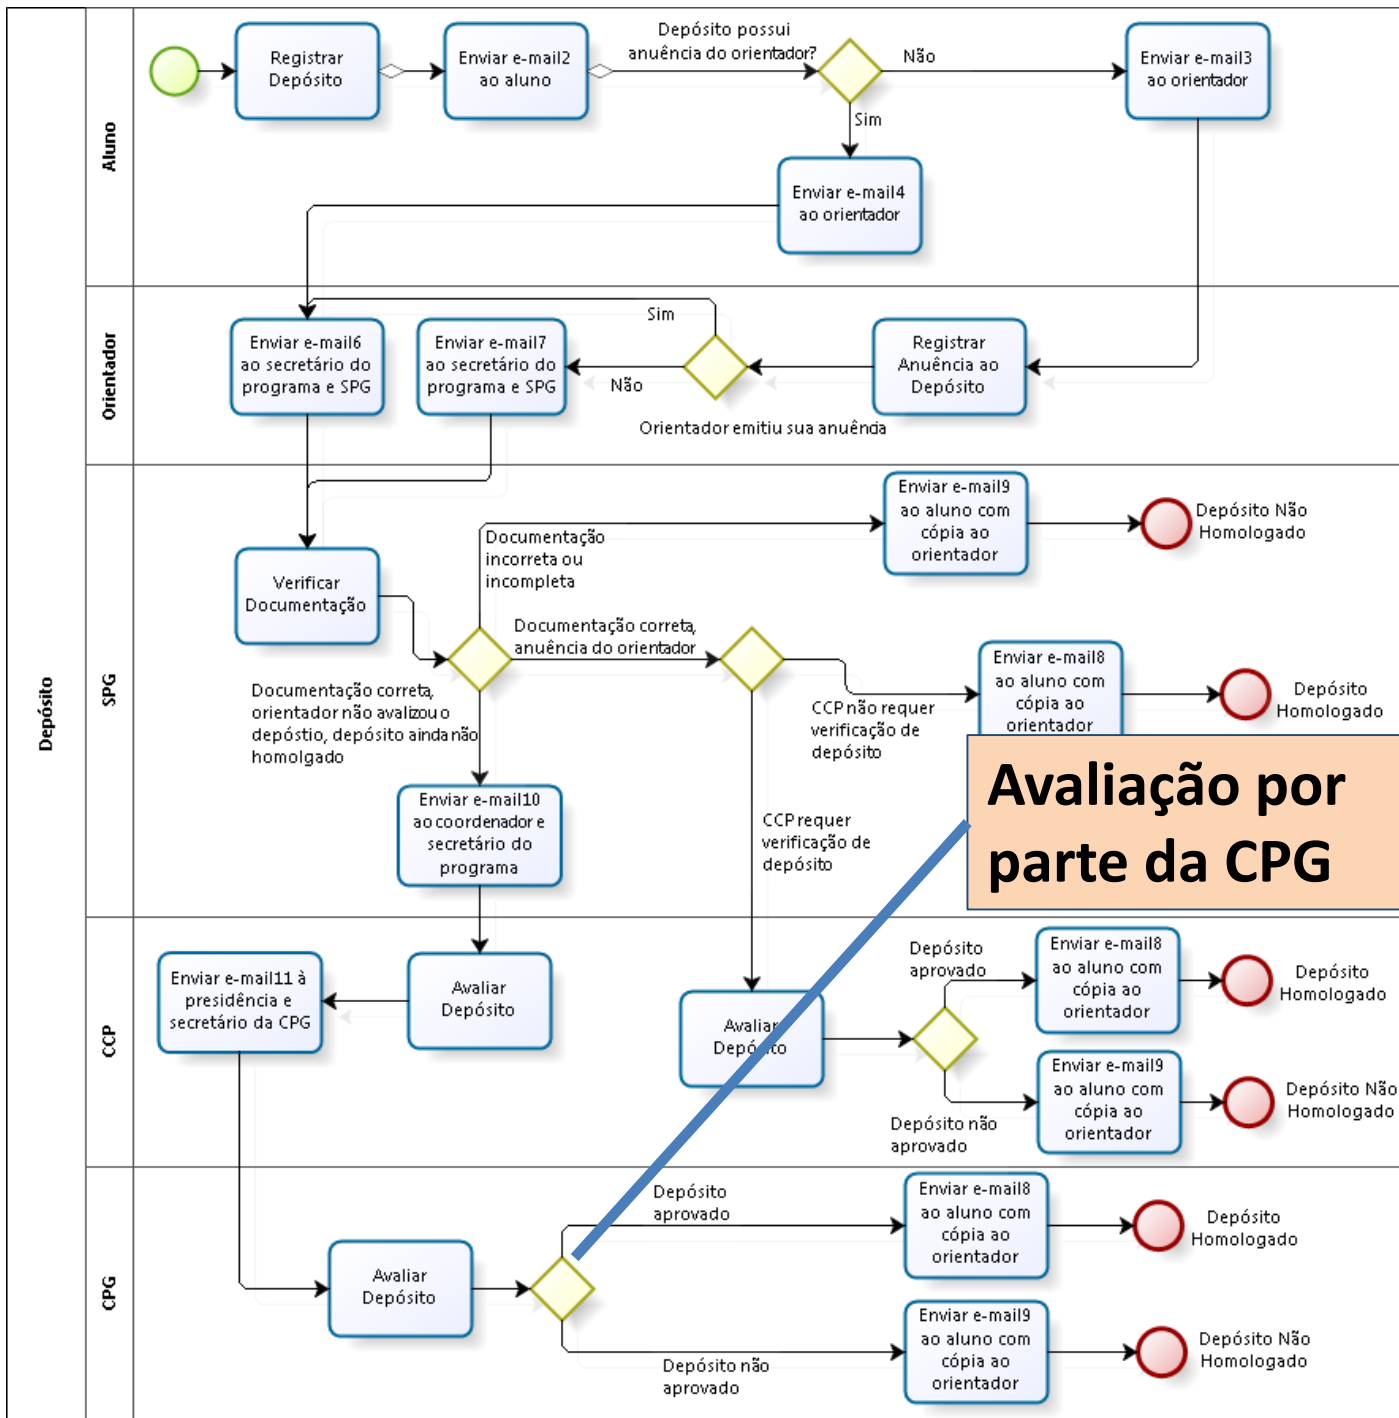 Depósito
Aluno
Registrar
Depósito
Enviar e-mail2
ao aluno
Depósito possui
anuência do orientador?
Não
Enviar e-mail3
ao orientador
Sim
Enviar e-mail4
ao orientador
Orientador
Enviar e-mail6
ao secretário do
programa e SPG
Enviar e-mail7
ao secretário do
programa e SPG
Sim
Não
Orientador emitiu sua anuência
Registrar
Anuência ao
Depósito
SPG
Verificar
Documentação
Documentação
incorreta ou
incompleta
Enviar e-mail9
ao aluno com
cópia ao
orientador
Depósito Não
Homologado
Documentação correta,
anuência do orientador
Documentação correta,
orientador não avalizou o
depóstio, depósito ainda não
homolgado
CCP não requer
verificação de
depósito
Enviar e-mail8
ao aluno com
cópia ao
orientador
Depósito
Homologado
Enviar e-mail10
ao coordenador e
secretário do
programa
CCP requer
verificação de
depósito
Avaliação por
parte da CPG
CCP
Enviar e-mail11 à
presidência e
secretário da CPG
Avaliar
Depósito
Avaliar
Depósito
Depósito
aprovado
Enviar e-mail8
ao aluno com
cópia ao
orientador
Depósito
Homologado
Depósito não
aprovado
Enviar e-mail9
ao aluno com
cópia ao
orientador
Depósito Não
Homologado
CPG
Avaliar
Depósito
Depósito
aprovado
Enviar e-mail8
ao aluno com
cópia ao
orientador
Depósito
Homologado
Depósito não
aprovado
Enviar e-mail9
ao aluno com
cópia ao
orientador
Depósito Não
Homologado